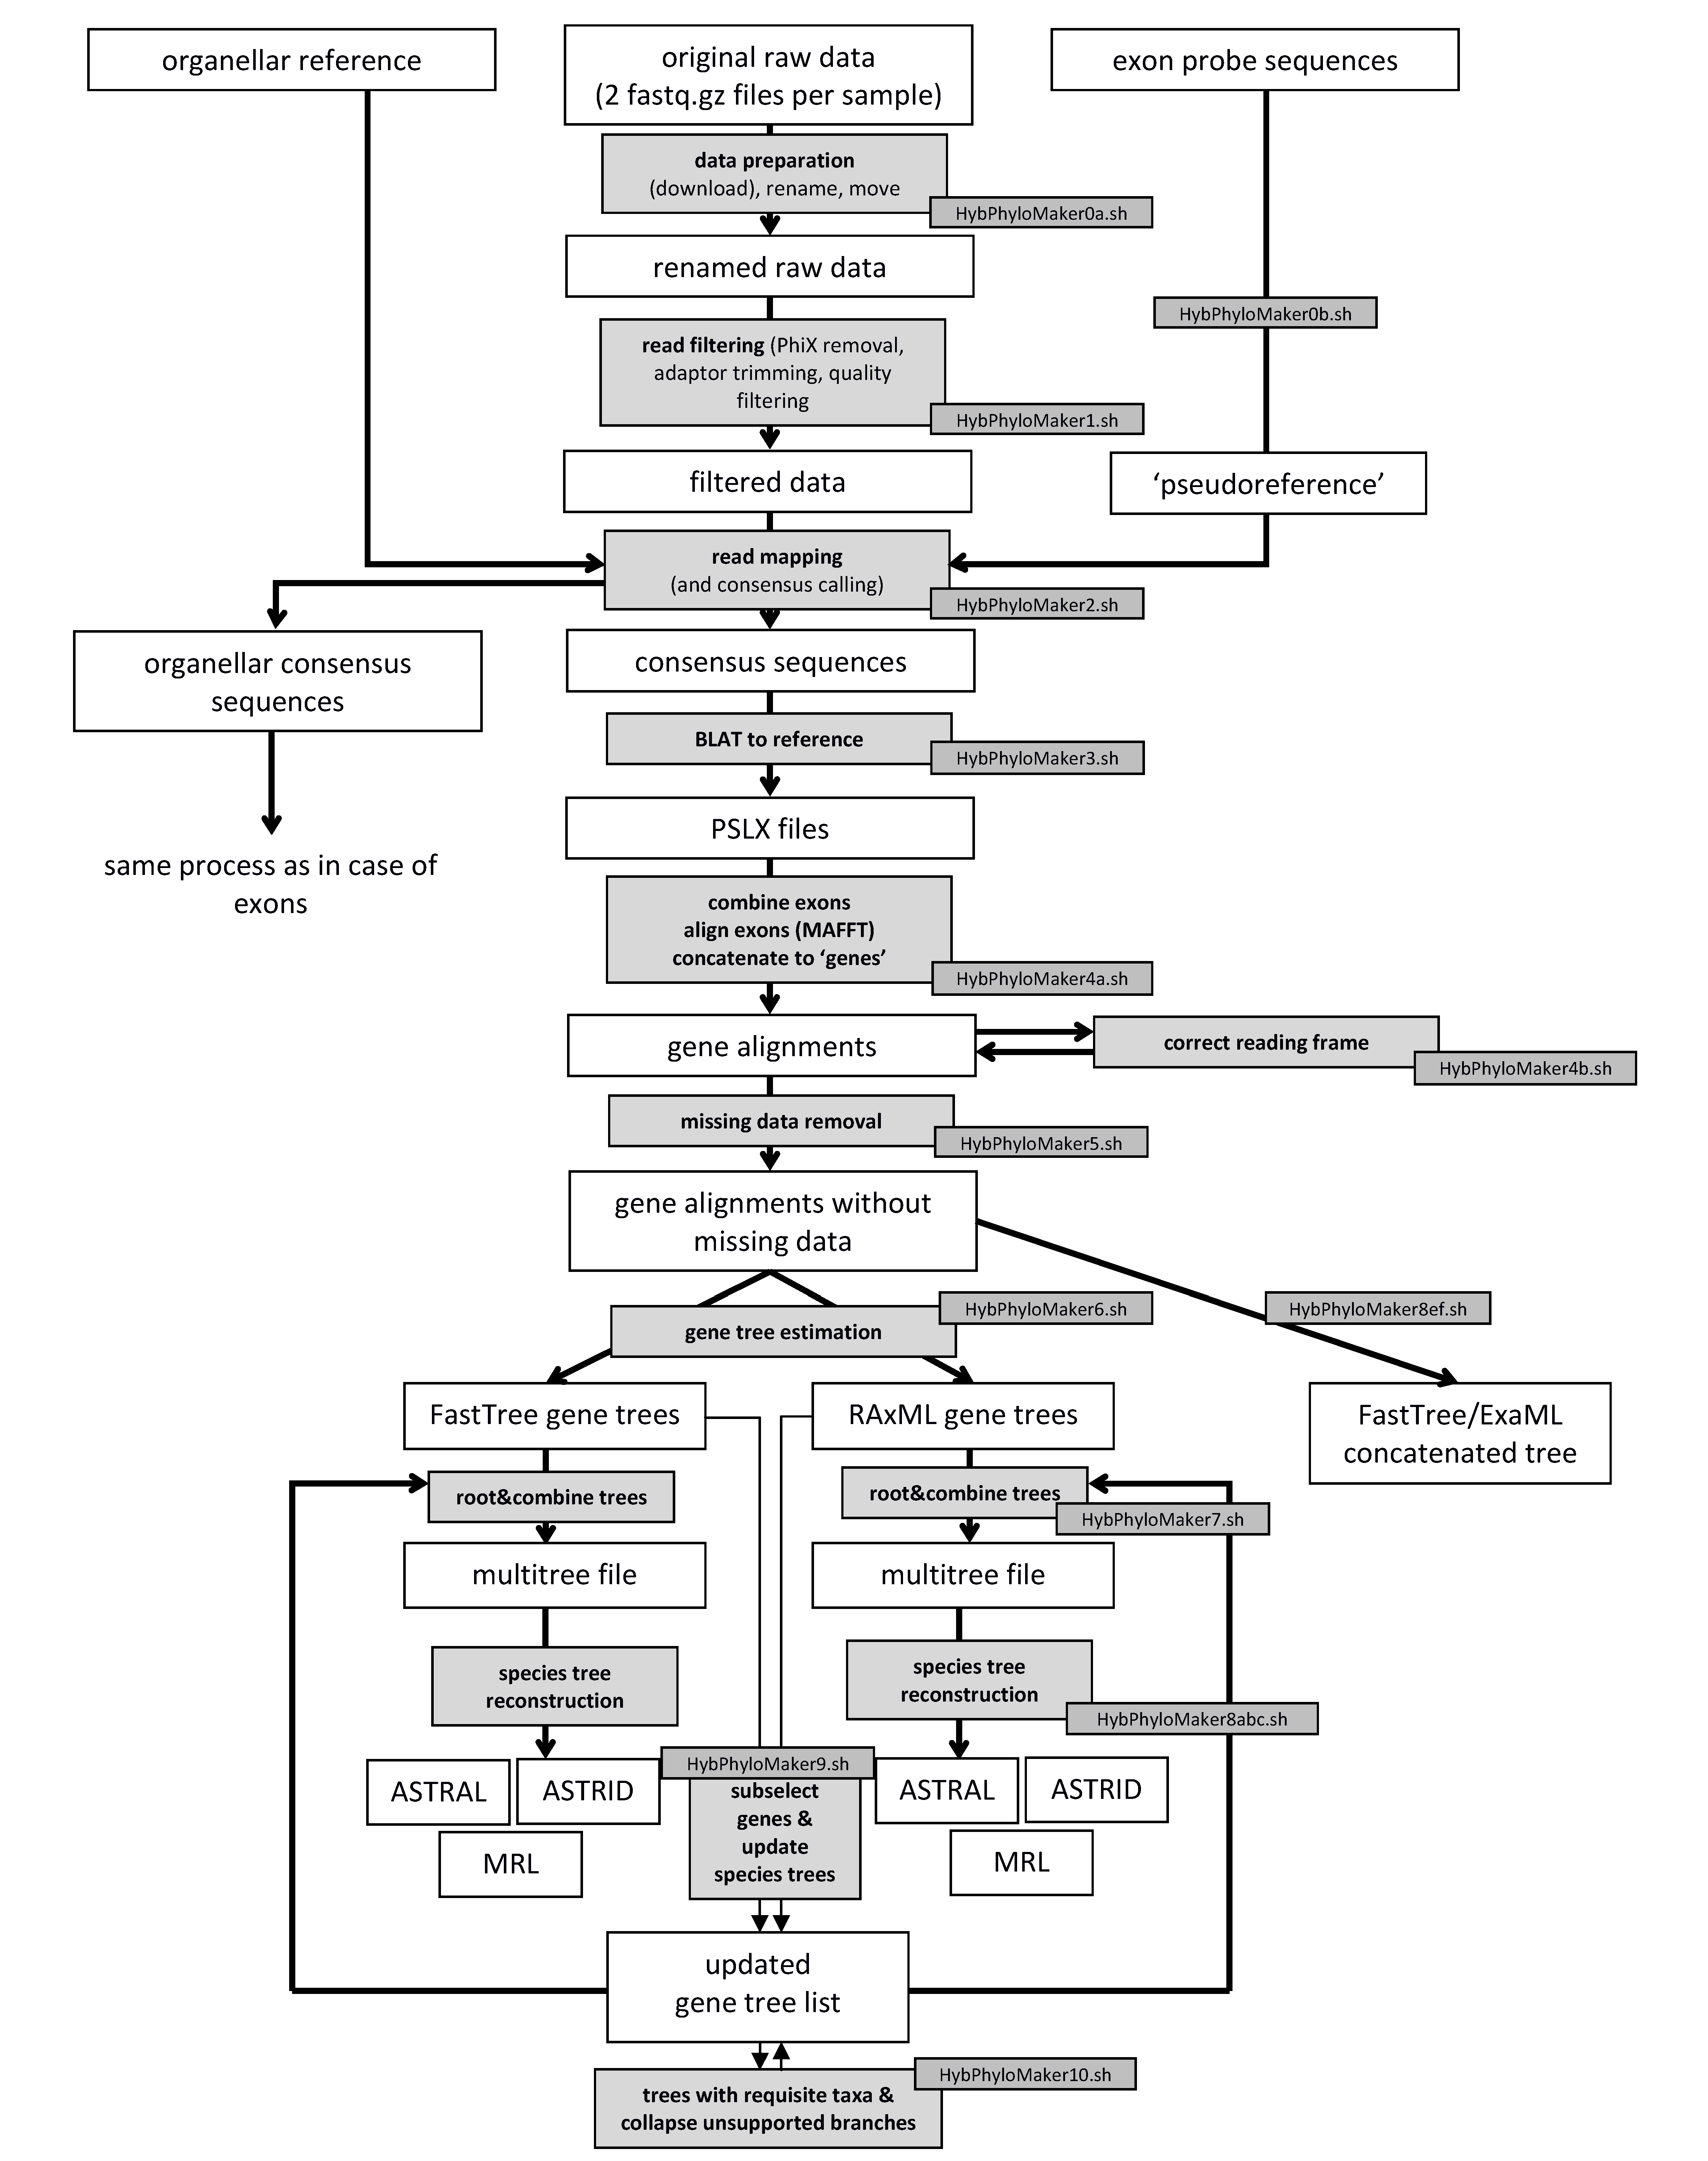 organellar reference
original raw data
(2 fastq.gz files per sample)
exon probe sequences
data preparation
(download), rename, move
HybPhyloMaker0a.sh
renamed raw data
HybPhyloMaker0b.sh
read filtering (PhiX removal,
adaptor trimming, quality
filtering
HybPhyloMaker1.sh
filtered data
‘pseudoreference’
read mapping
(and consensus calling)
HybPhyloMaker2.sh
organellar consensus
sequences
consensus sequences
BLAT to reference
HybPhyloMaker3.sh
PSLX files
same process as in case of
exons
combine exons
align exons (MAFFT)
concatenate to ‘genes’
HybPhyloMaker4a.sh
gene alignments
correct reading frame
HybPhyloMaker4b.sh
missing data removal
HybPhyloMaker5.sh
gene alignments without
missing data
HybPhyloMaker6.sh
HybPhyloMaker8ef.sh
gene tree estimation
FastTree gene trees
RAxML gene trees
FastTree/ExaML
concatenated tree
root&combine trees
root&combine trees
HybPhyloMaker7.sh
multitree file
multitree file
species tree
reconstruction
species tree
reconstruction
HybPhyloMaker8abc.sh
HybPhyloMaker9.sh
ASTRAL
ASTRID
subselect
genes &
update
species trees
ASTRAL
ASTRID
MRL
MRL
updated
gene tree list
HybPhyloMaker10.sh
trees with requisite taxa &
collapse unsupported branches